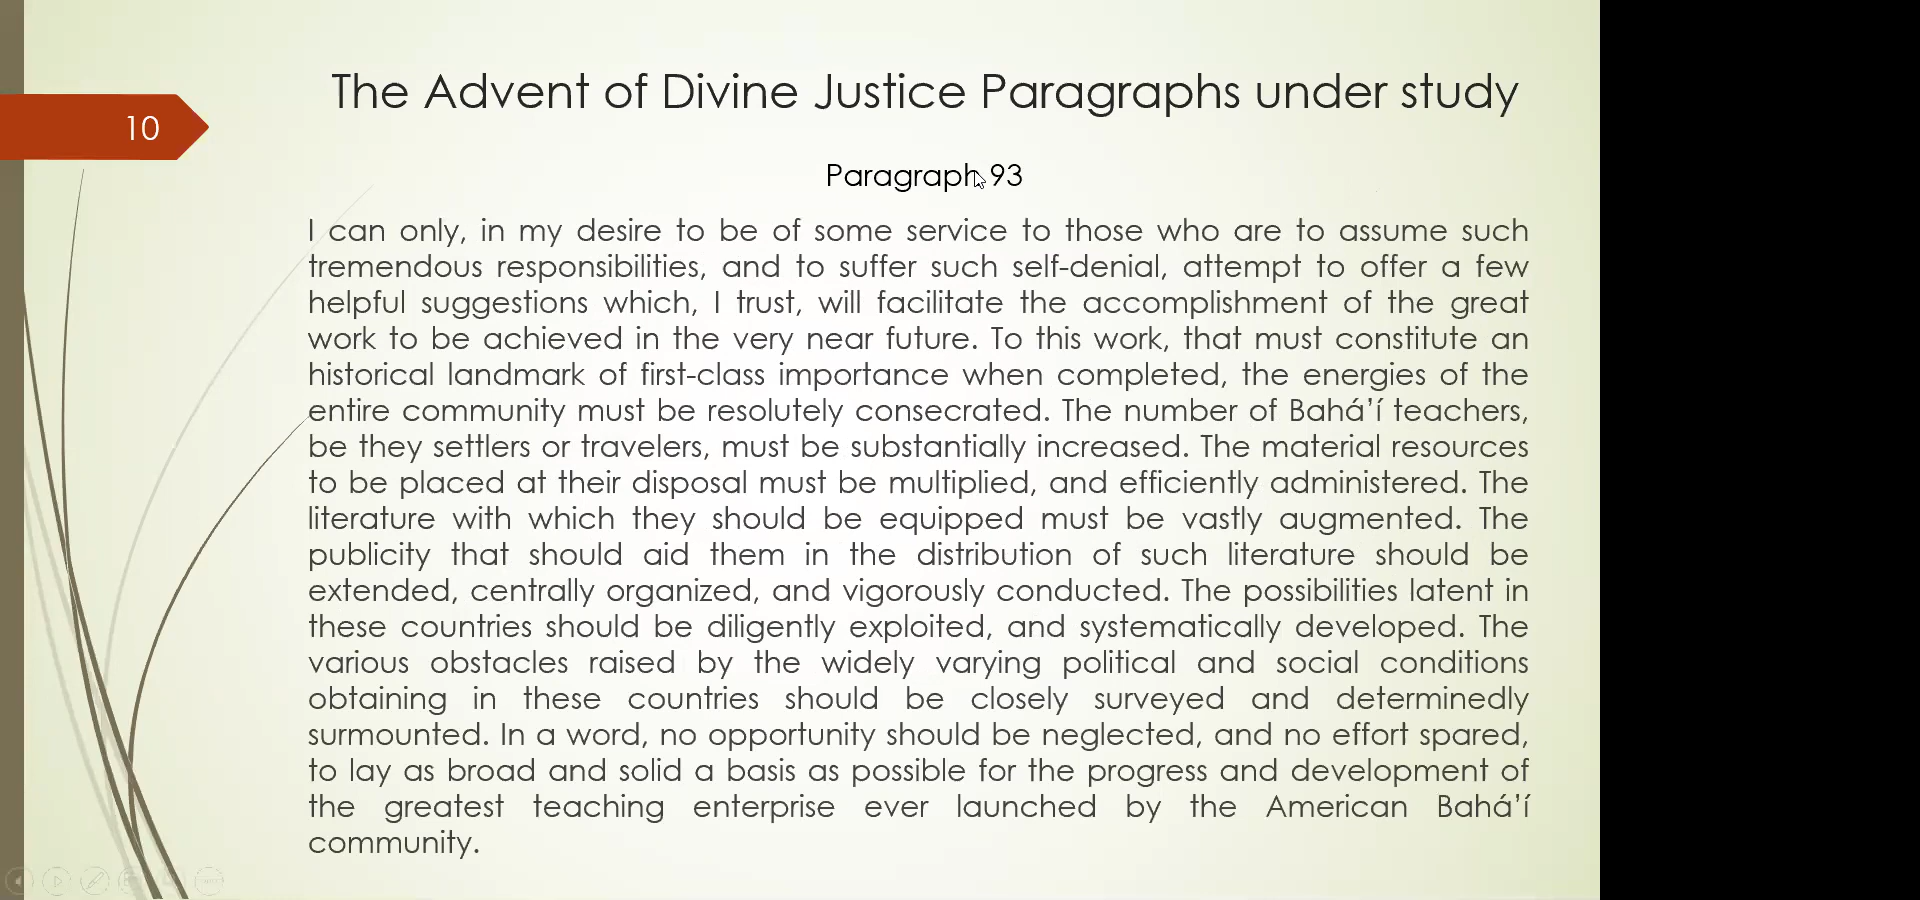 The Advent of Divine Justice Paragraphs under study
10
Paragraph 93
I can only, in my desire to be of some service to those who are to assume such
tremendous responsibilities, and to suffer such self-denial, attempt to offer a few
helpful suggestions which, I trust, will facilitate the accomplishment of the great
work to be achieved in the very near future. To this work, that must constitute an
historical landmark of first-class importance when completed, the energies of the
entire community must be resolutely consecrated. The number of Bahá’í teachers,
be they settlers or travelers, must be substantially increased. The material resources
to be placed at their disposal must be multiplied, and efficiently administered. The
literature with which they should be equipped must be vastly augmented. The
publicity that should aid them in the distribution of such literature should be
extended, centrally organized, and vigorously conducted. The possibilities latent in
these countries should be diligently exploited, and systematically developed. The
various obstacles raised by the widely varying political and social conditions
obtaining in these countries should be closely surveyed and determinedly
surmounted. In a word, no opportunity should be neglected, and no effort spared,
to lay as broad and solid a basis as possible for the progress and development of
the greatest teaching enterprise ever launched by the American Bahá’í
community.